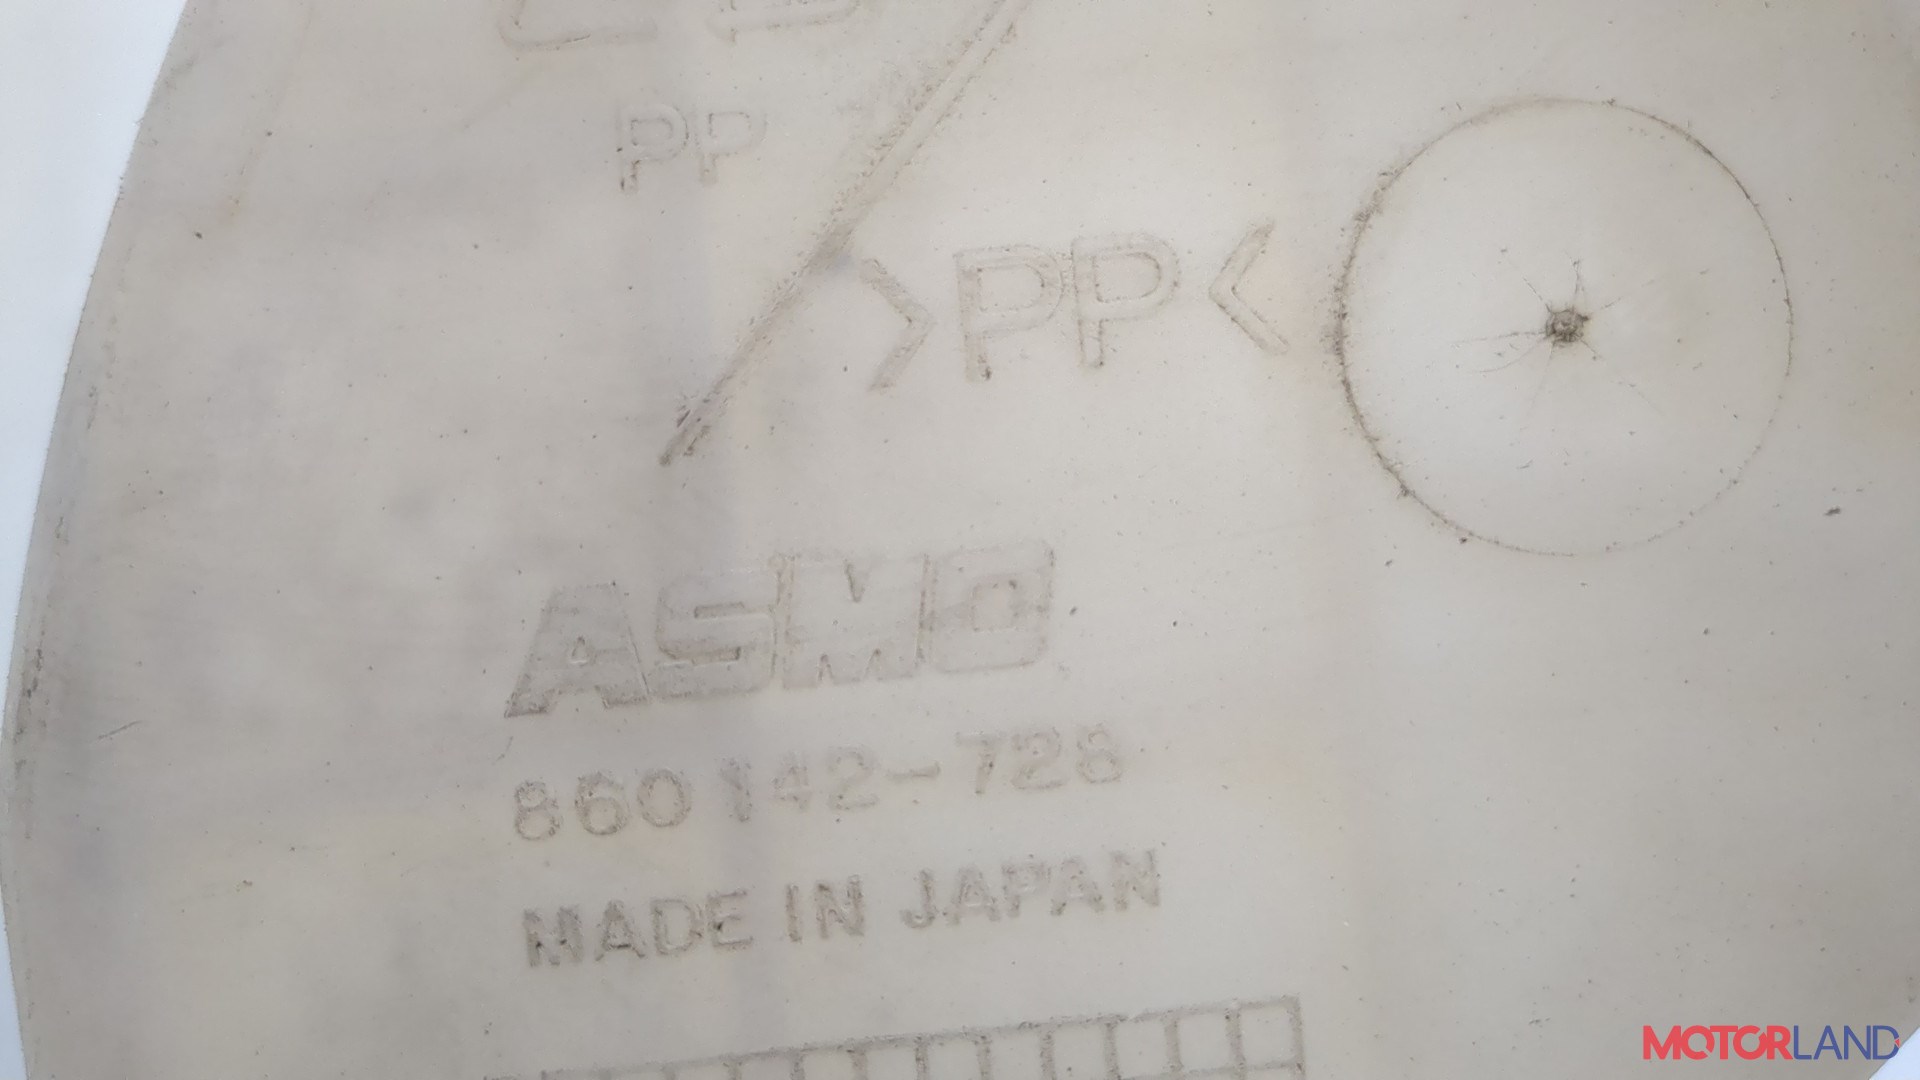 PP
>PP<
ASMO
860142-728
MADE IN JAPAN
MOTORLAND